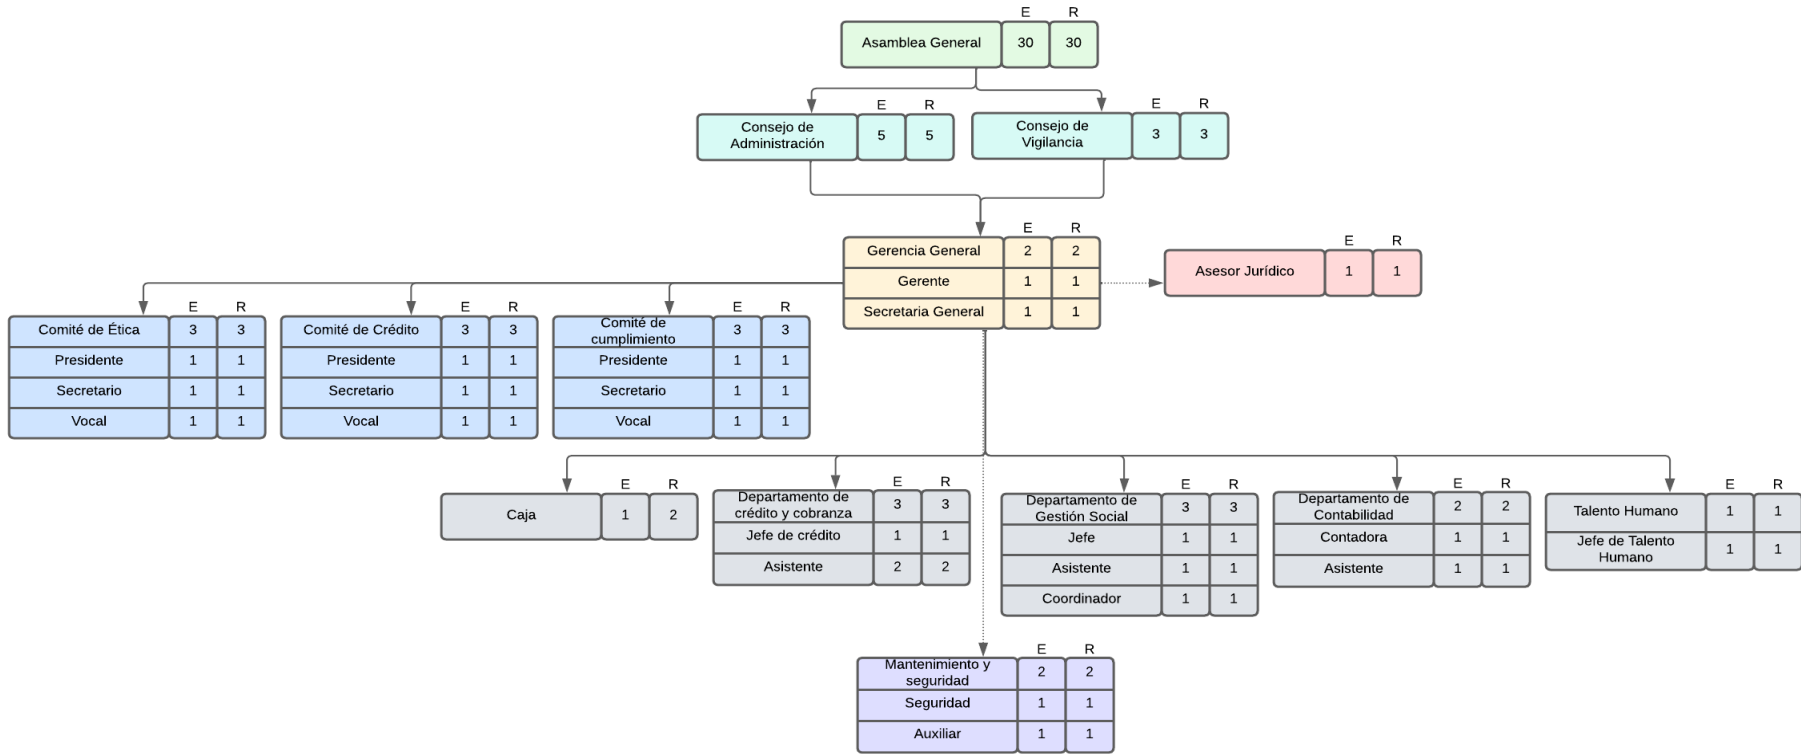 E R
Asamblea General 30 30
E R
Consejo de
Administración 5 5
E R
Consejo de
Vigilancia 3 3
E R
Gerencia General 2 2
Gerente 1 1
Secretaria General 1 1
E R
Asesor Jurídico 1 1
E R
Comité de Ética 3 3
Presidente 1 1
Secretario 1 1
Vocal 1 1
E R
Comité de Crédito 3 3
Presidente 1 1
Secretario 1 1
Vocal 1 1
E R
Comité de
cumplimiento 3 3
Presidente 1 1
Secretario 1 1
Vocal 1 1
E R
Caja 1 2
E R
Departamento de
crédito y cobranza 3 3
Jefe de crédito 1 1
Asistente 2 2
E R
Departamento de
Gestión Social 3 3
Jefe 1 1
Asistente 1 1
Coordinador 1 1
E R
Departamento de
Contabilidad 2 2
Contadora 1 1
Asistente 1 1
E R
Talento Humano 1 1
Jefe de Talento
Humano 1 1
E R
Mantenimiento y
seguridad 2 2
Seguridad 1 1
Auxiliar 1 1